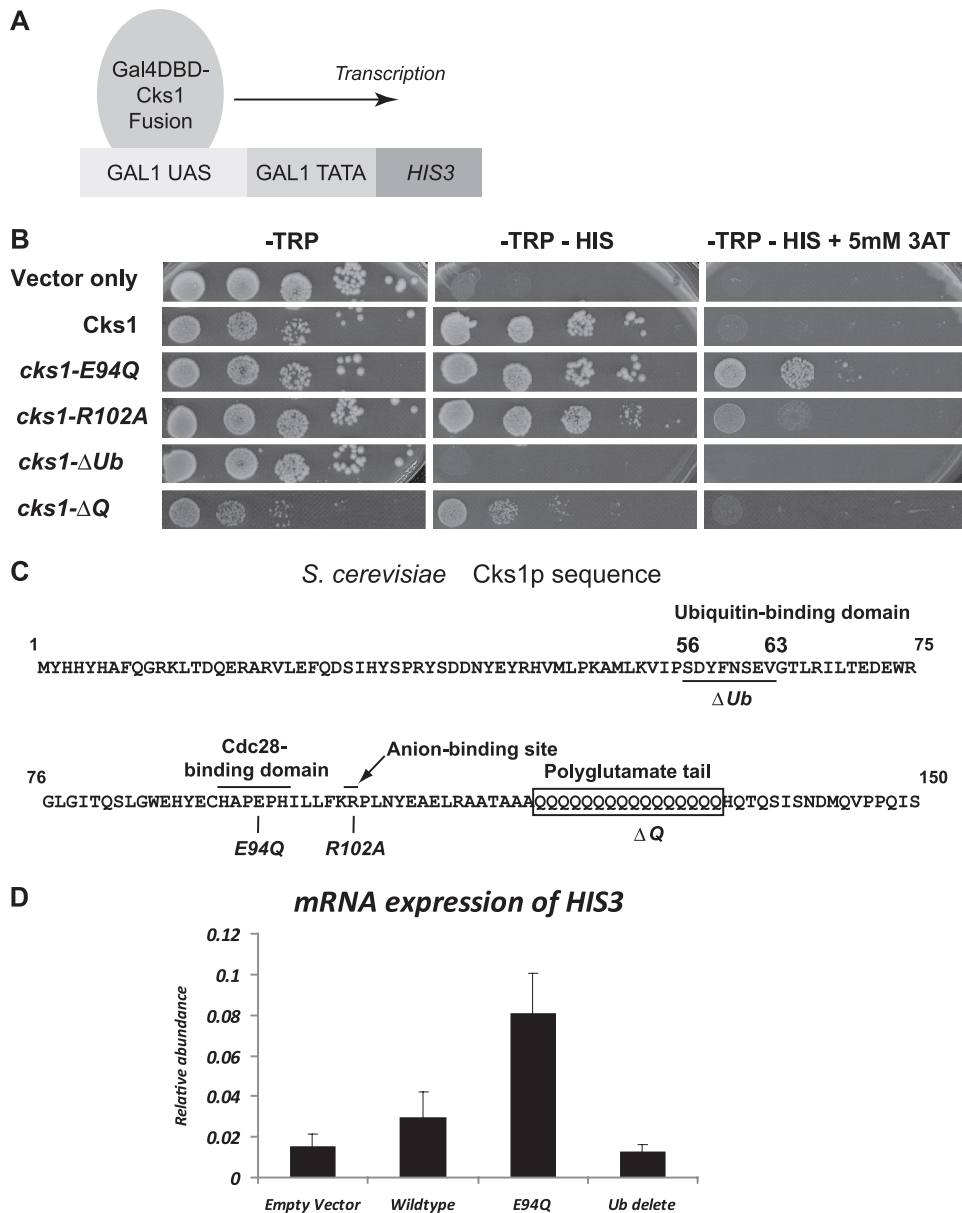 A
Gal4DBD-
Cks1
Fusion
Transcription
GAL1 UAS
GAL1 TATA
HIS3
B
-TRP
-TRP - HIS
-TRP - HIS + 5mM 3AT
Vector only
Cks1
cks1-E94Q
cks1-R102A
cks1-ΔUb
cks1-ΔQ
C
S. cerevisiae Cks1p sequence
Ubiquitin-binding domain
1
56
63
75
MYHHYHAFQGRKLTDQERARVLEFQDSIHYSPRYSDDNYEYRHVMLPKAMLKVIPSDYFNSEVGTLRILTEDEWR
ΔUb
Cdc28-
binding domain
Anion-binding site
76
Polyglutamate tail
150
GLGITQSLGWEHYECHAPEPHILLFKRPLNYEAELRAATAAAQQQQQQQQQQQQQQQQHQTQSISNDMQVPPQIS
E94Q
R102A
ΔQ
D
mRNA expression of HIS3
Relative abundance
0.12
0.1
0.08
0.06
0.04
0.02
0
Empty Vector
Wildtype
E94Q
Ub delete